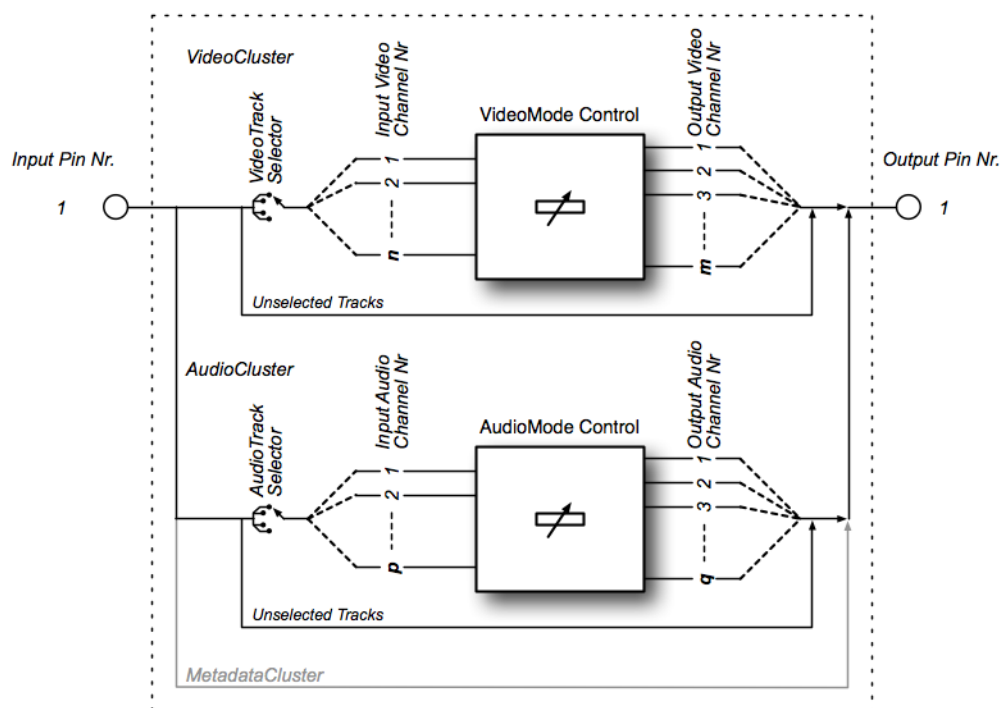 VideoCluster
Input Pin Nr.
1
VideoTrack
Selector
Input Video
Channel Nr
1
2
n
VideoMode Control
Output Video
Channel Nr
1
2
3
m
Output Pin Nr.
1
Unselected Tracks
AudioCluster
AudioTrack
Selector
Input Audio
Channel Nr
1
2
p
AudioMode Control
Output Audio
Channel Nr
1
2
3
q
Unselected Tracks
MetadataCluster